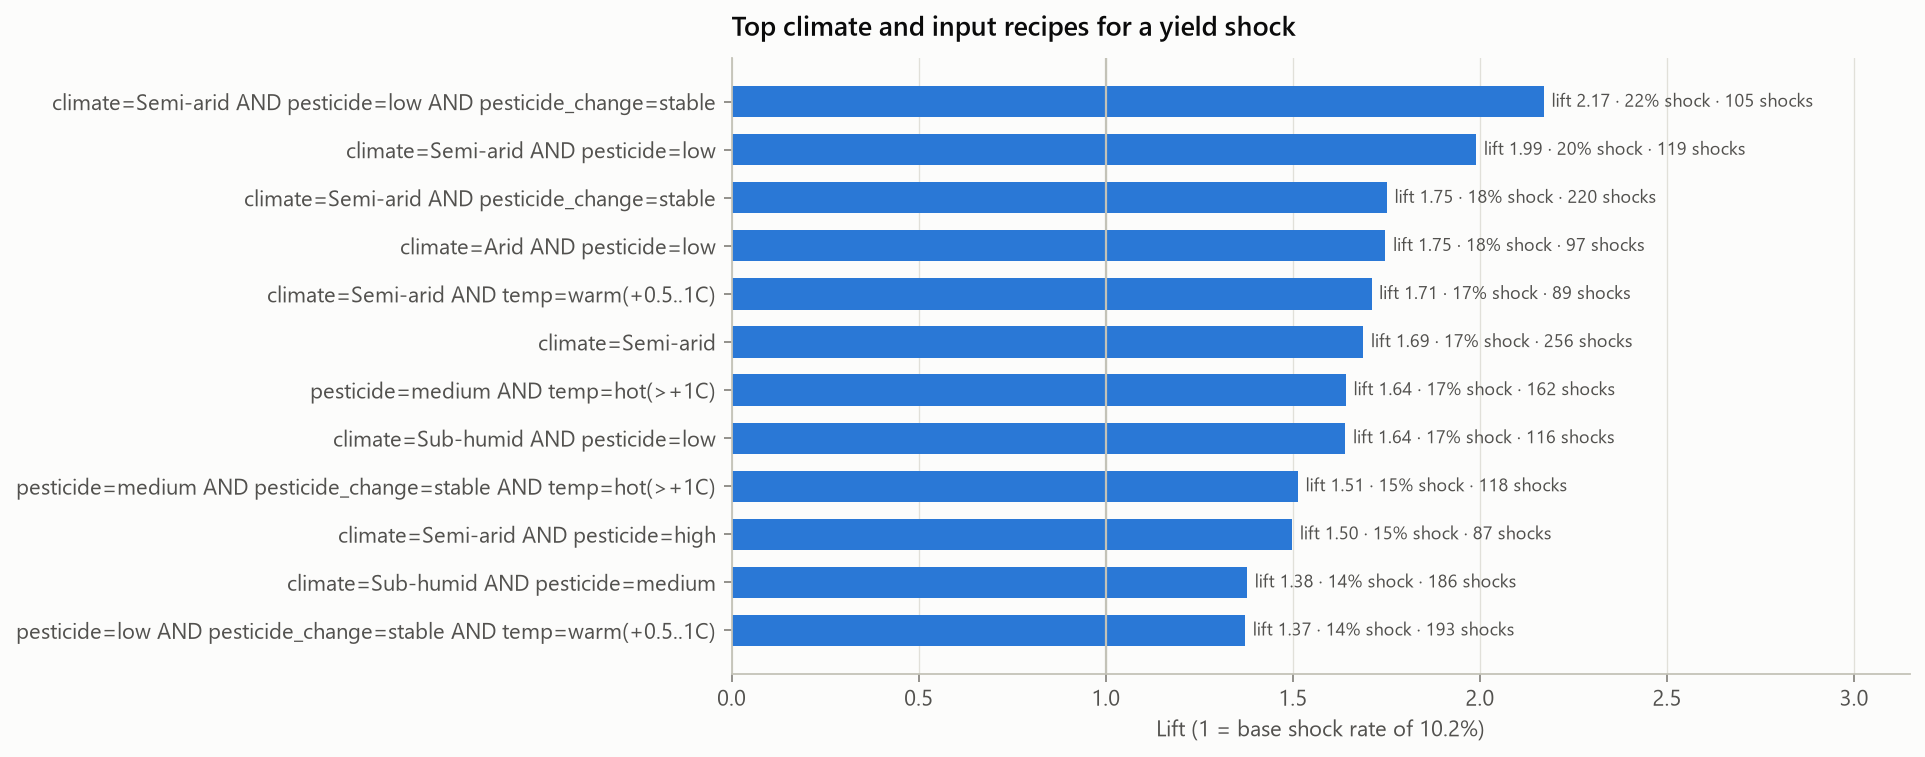 Top climate and input recipes for a yield shock
climate=Semi-arid AND pesticide=low AND pesticide_change=stable
lift 2.17 · 22% shock · 105 shocks
climate=Semi-arid AND pesticide=low
lift 1.99 · 20% shock · 119 shocks
climate=Semi-arid AND pesticide_change=stable
lift 1.75 · 18% shock · 220 shocks
climate=Arid AND pesticide=low
lift 1.75 · 18% shock · 97 shocks
climate=Semi-arid AND temp=warm(+0.5..1C)
lift 1.71 · 17% shock · 89 shocks
climate=Semi-arid
lift 1.69 · 17% shock · 256 shocks
pesticide=medium AND temp=hot(>+1C)
lift 1.64 · 17% shock · 162 shocks
climate=Sub-humid AND pesticide=low
lift 1.64 · 17% shock · 116 shocks
pesticide=medium AND pesticide_change=stable AND temp=hot(>+1C)
lift 1.51 · 15% shock · 118 shocks
climate=Semi-arid AND pesticide=high
lift 1.50 · 15% shock · 87 shocks
climate=Sub-humid AND pesticide=medium
lift 1.38 · 14% shock · 186 shocks
pesticide=low AND pesticide_change=stable AND temp=warm(+0.5..1C)
lift 1.37 · 14% shock · 193 shocks
0.0 0.5 1.0 1.5 2.0 2.5 3.0
Lift (1 = base shock rate of 10.2%)